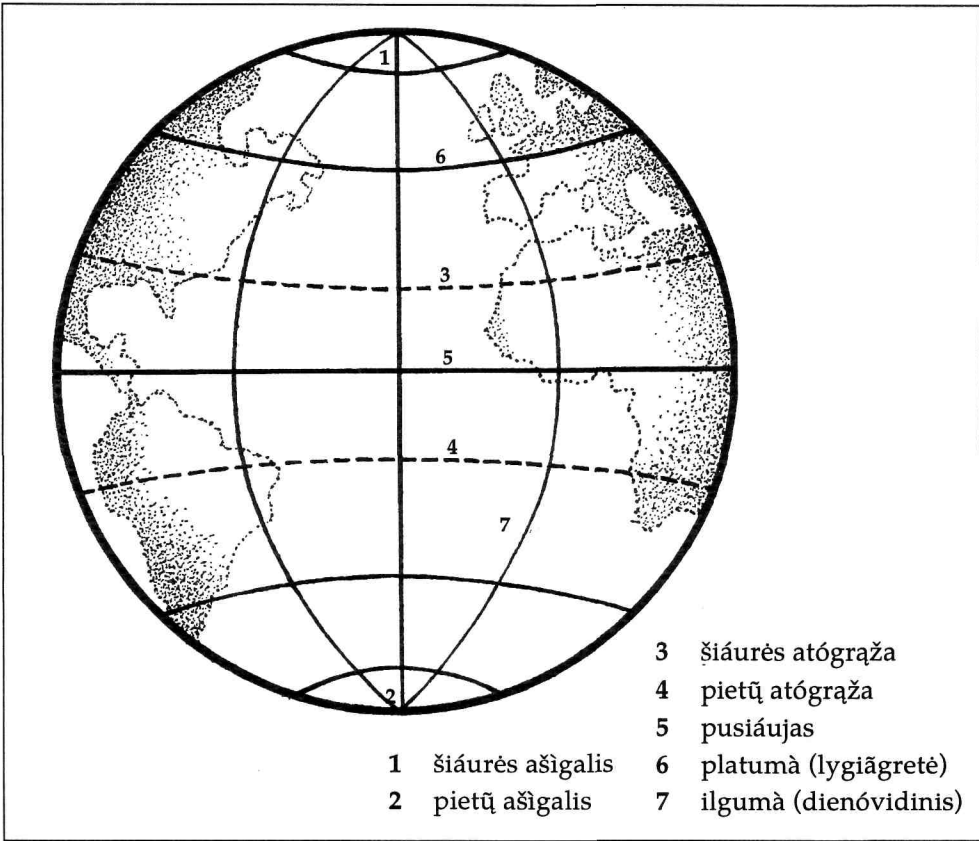 1
6
3
5
4
7
2
3 šiáurės atógrąža
4 pietų̃ atógrąža
5 pusiáujas
1 šiáurės ašìgalis 6 platumà (lygiãgretė)
2 pietų̃ ašìgalis 7 ilgumà (dienóvidinis)